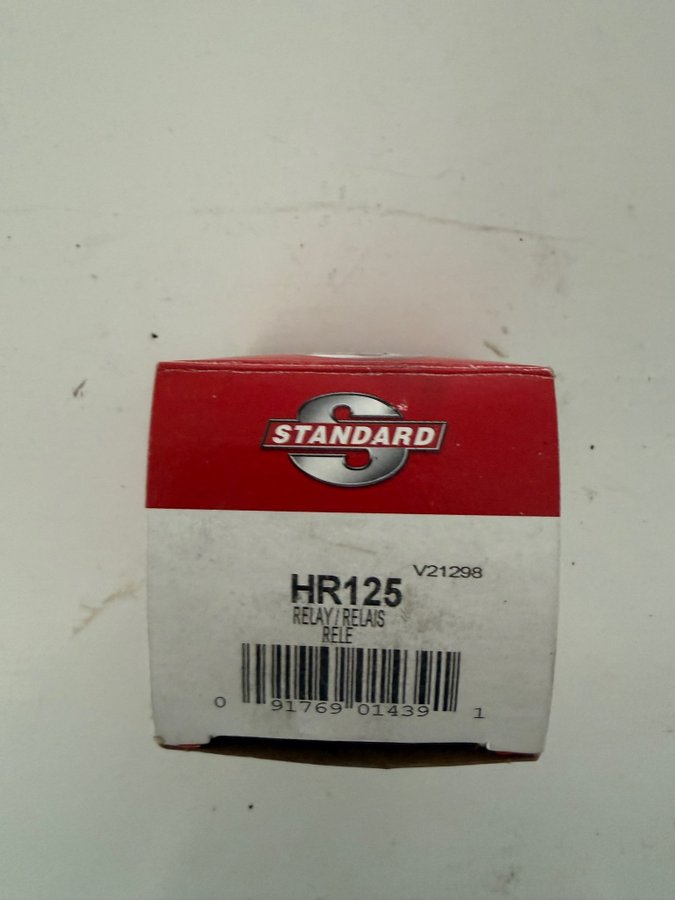 STANDARD
V21298
HR125
RELAY / RELAIS
RELE
0 91769 01439 1